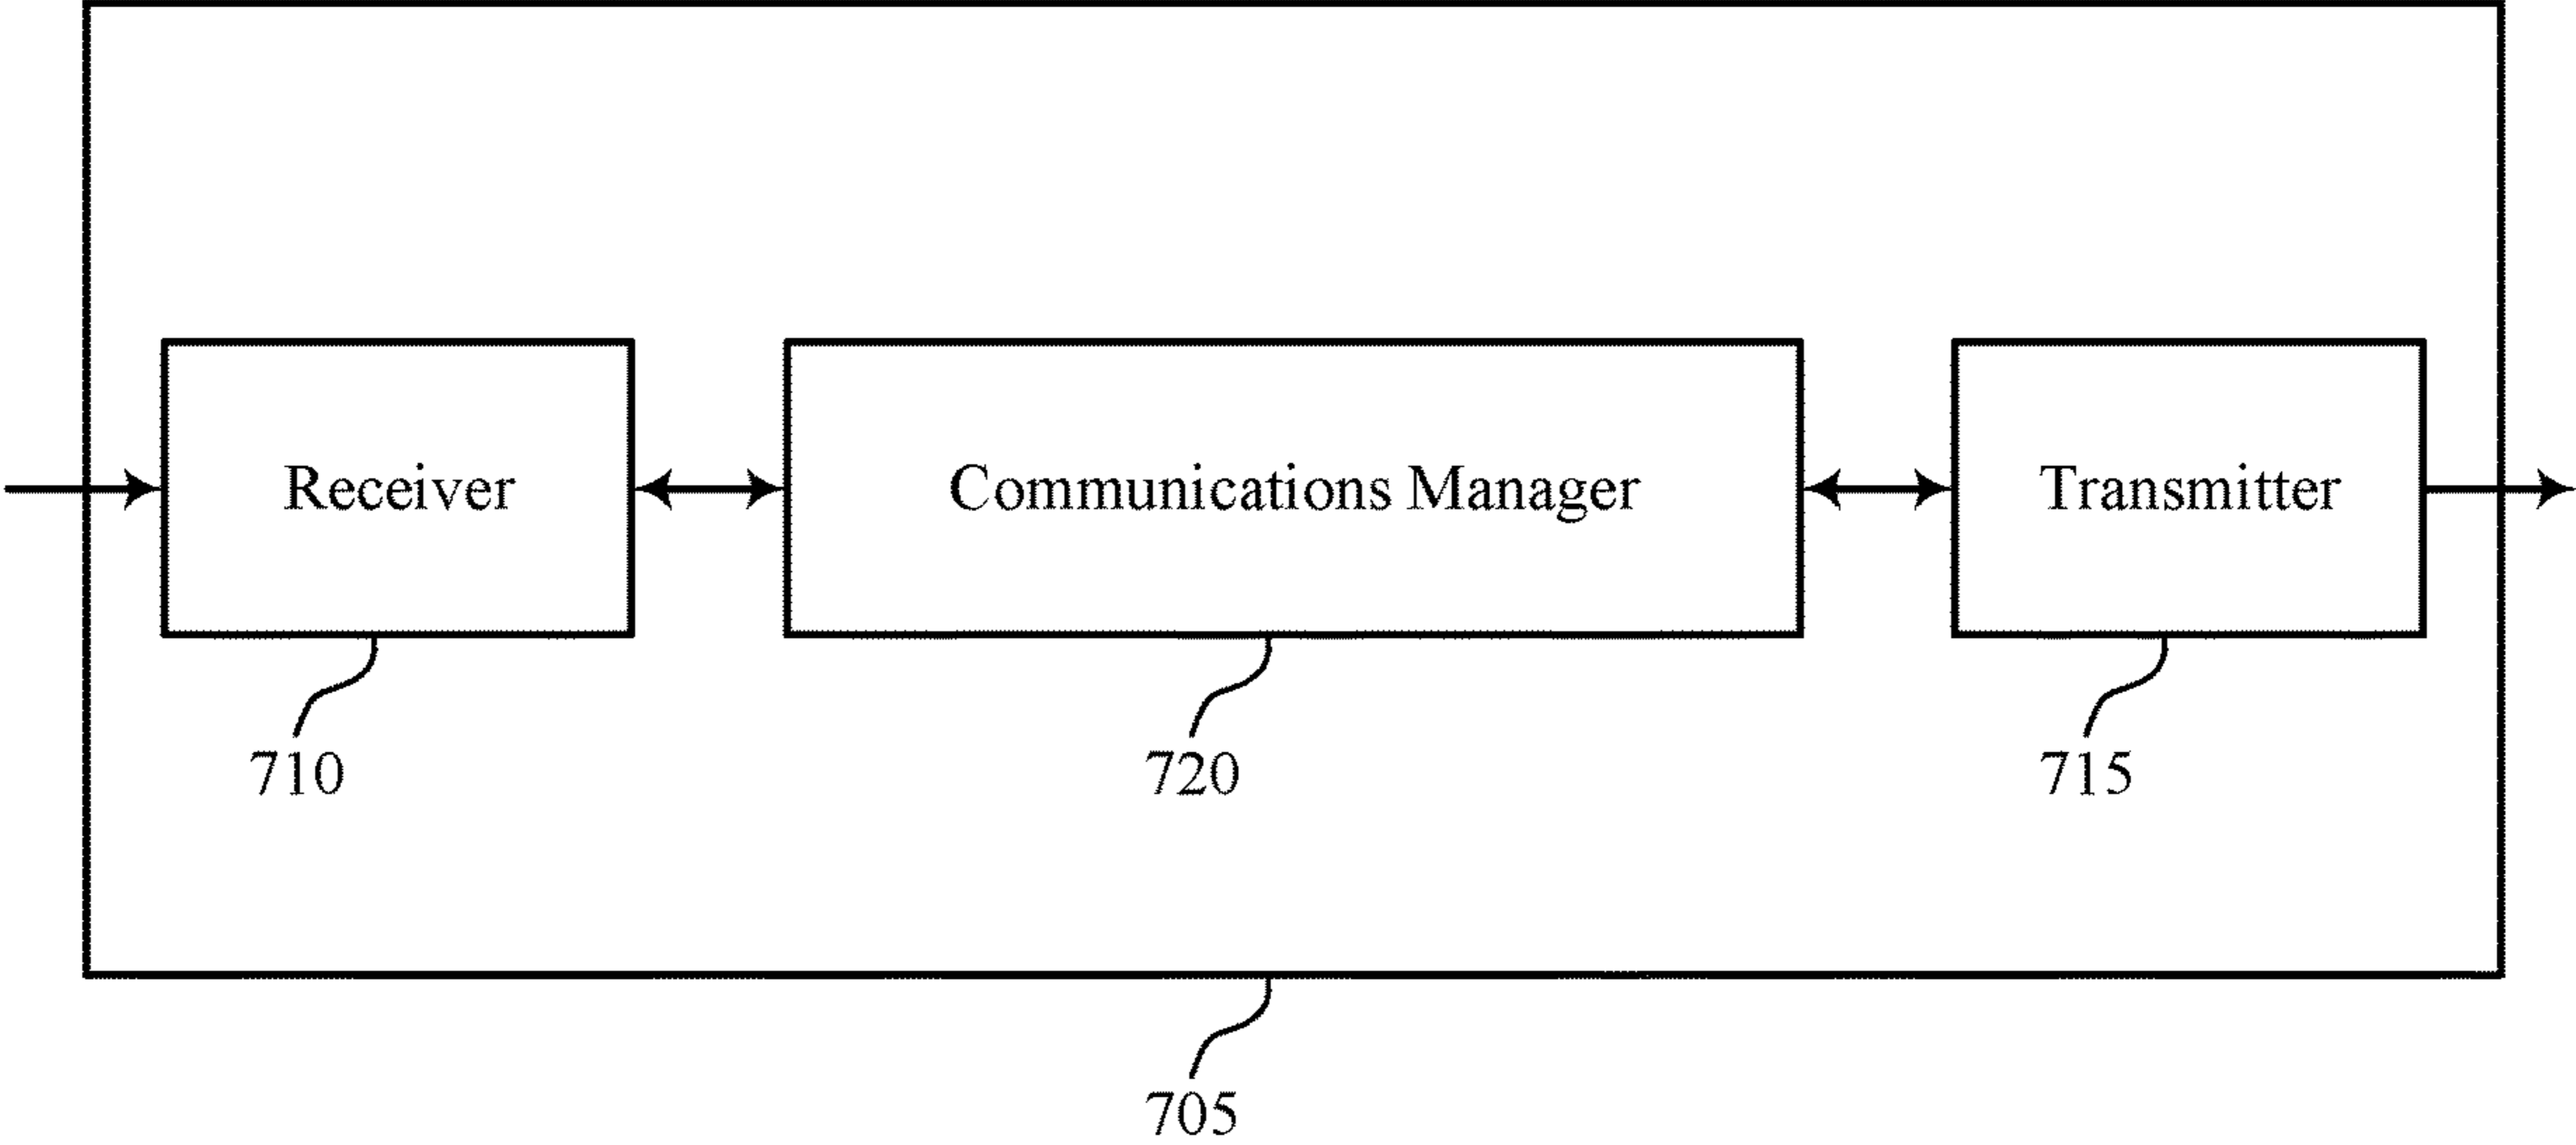 Receiver
Communications Manager
Transmitter
710
720
715
705